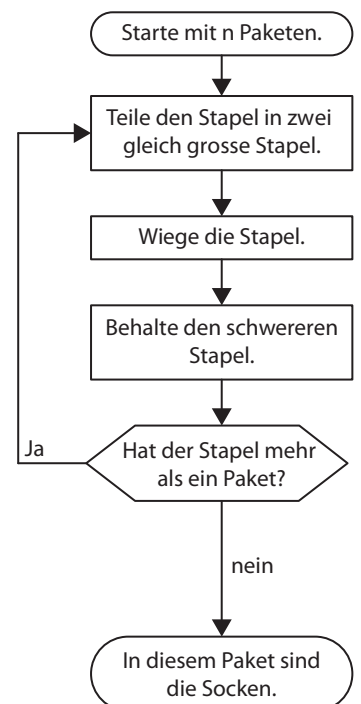 Starte mit n Paketen.
Teile den Stapel in zwei
gleich grosse Stapel.
Wiege die Stapel.
Behalte den schwereren
Stapel.
Hat der Stapel mehr
als ein Paket?
Ja
nein
In diesem Paket sind
die Socken.